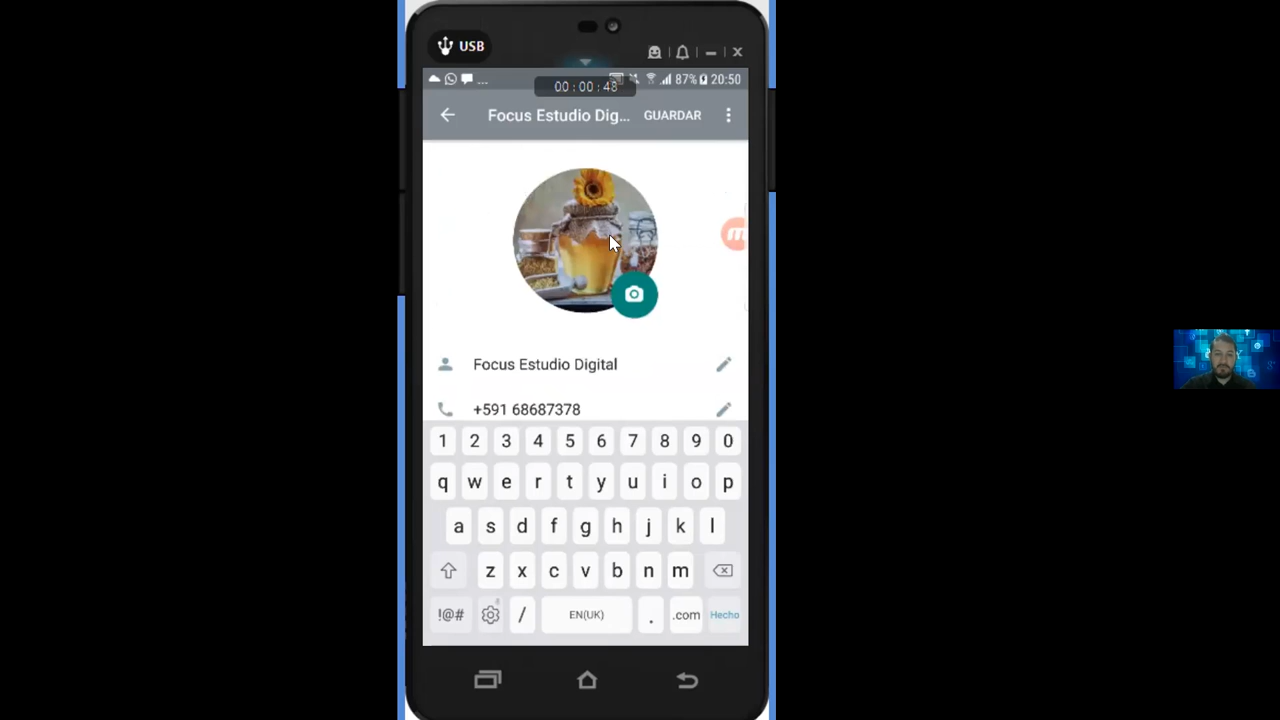 USB
... 87% 20:50
00:00:48
Focus Estudio Dig... GUARDAR
Focus Estudio Digital
+591 68687378
1 2 3 4 5 6 7 8 9 0
q w e r t y u i o p
a s d f g h j k l
z x c v b n m
!@# / EN(UK) . .com Hecho